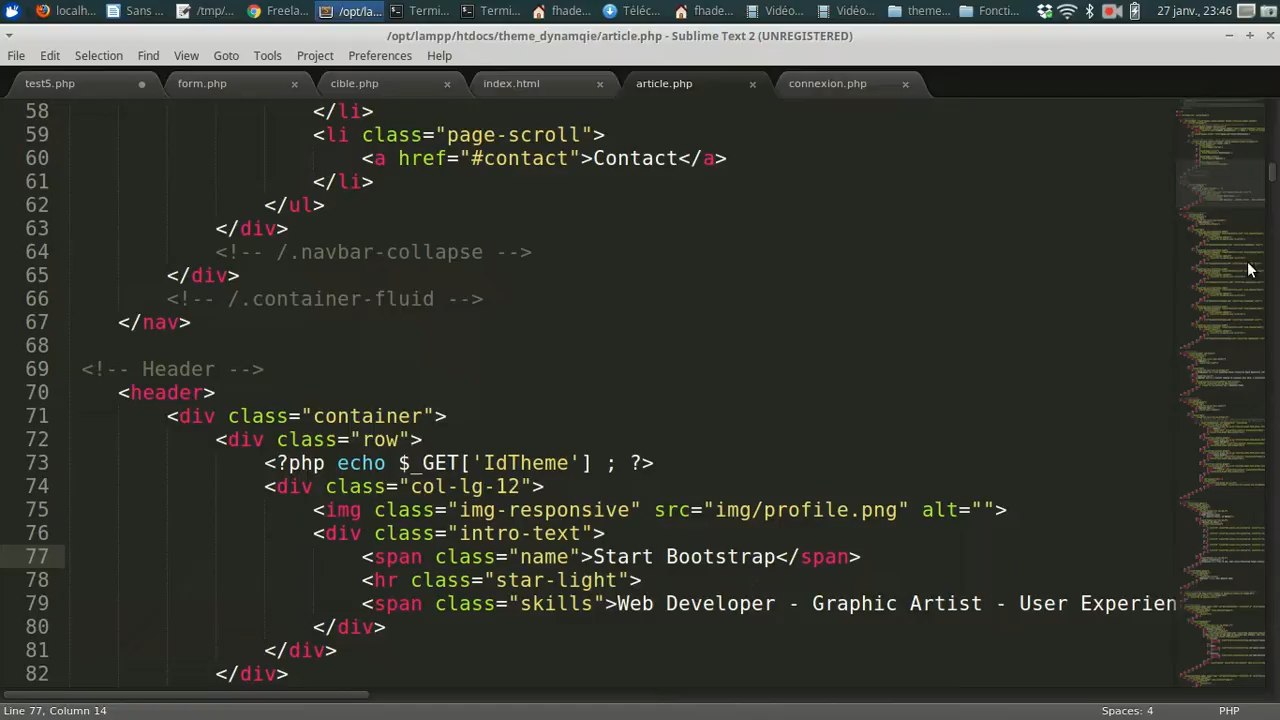 localh...
Sans ...
/tmp/...
Freela...
/opt/la...
Termi...
Termi...
fhade...
Téléc...
fhade...
Vidéo...
Vidéo...
theme...
Foncti...
27 janv., 23:46
/opt/lampp/htdocs/theme_dynamqie/article.php - Sublime Text 2 (UNREGISTERED)
File Edit Selection Find View Goto Tools Project Preferences Help
test5.php form.php cible.php index.html article.php connexion.php
58 </li>
59 <li class="page-scroll">
60 <a href="#contact">Contact</a>
61 </li>
62 </ul>
63 </div>
64 <!-- /.navbar-collapse -->
65 </div>
66 <!-- /.container-fluid -->
67 </nav>
68
69 <!-- Header -->
70 <header>
71 <div class="container">
72 <div class="row">
73 <?php echo $_GET['IdTheme'] ; ?>
74 <div class="col-lg-12">
75 <img class="img-responsive" src="img/profile.png" alt="">
76 <div class="intro-text">
77 <span class="name">Start Bootstrap</span>
78 <hr class="star-light">
79 <span class="skills">Web Developer - Graphic Artist - User Experien
80 </div>
81 </div>
82 </div>
Line 77, Column 14 Spaces: 4 PHP